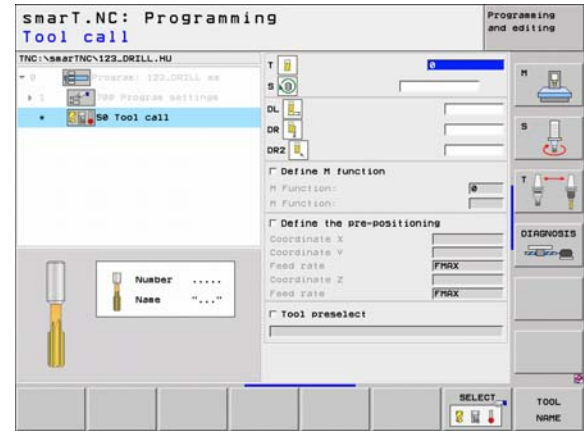 smarT.NC: Programming
Tool call
Programming
and editing
TNC:\smarTNC\123_DRILL.HU
0 Program: 123_DRILL mm
1 700 Program settings
* 50 Tool call
T 0
S
DL
DR
DR2
Define M function
M Function: 0
M Function:
Define the pre-positioning
Coordinate X
Coordinate Y
Feed rate FMAX
Coordinate Z
Feed rate FMAX
Tool preselect
Number .....
Name "..."
M
S
T
DIAGNOSIS
SELECT
TOOL
NAME